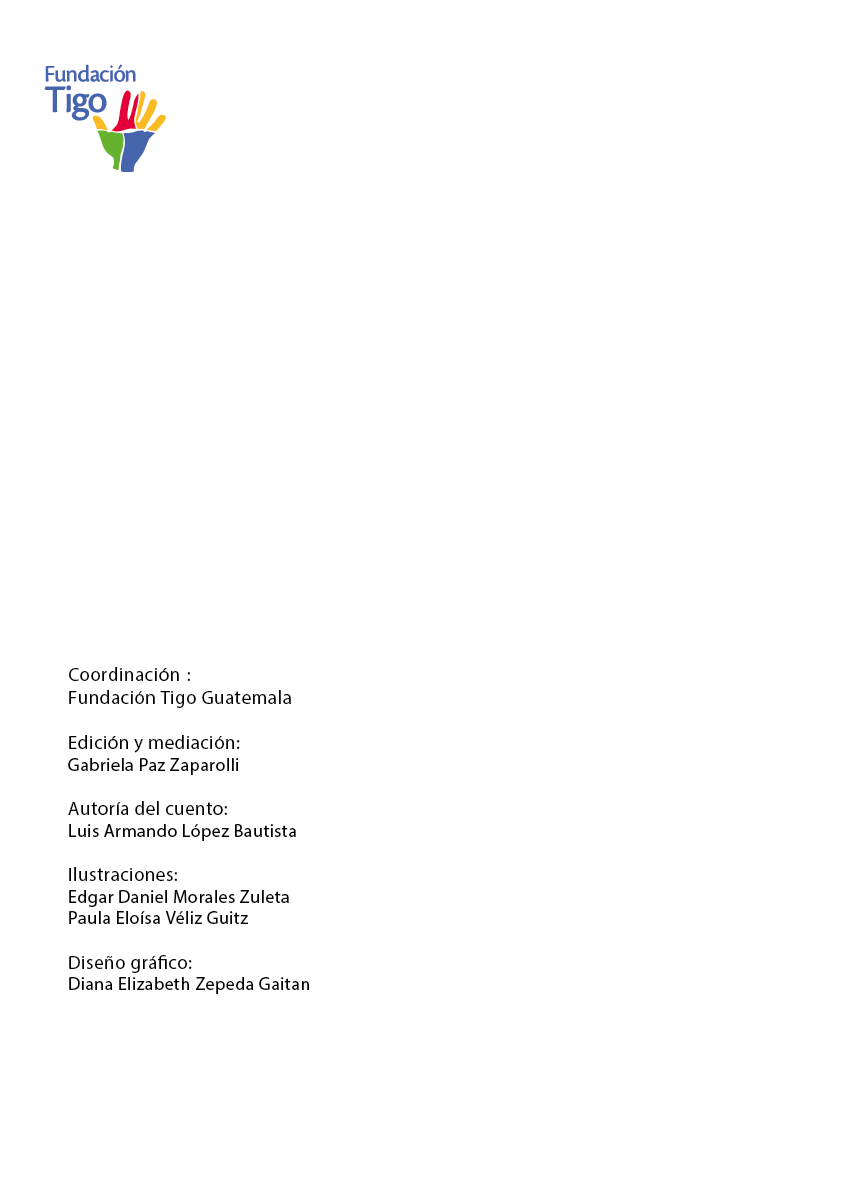 Fundación
Tigo
Coordinación :
Fundación Tigo Guatemala
Edición y mediación:
Gabriela Paz Zaparolli
Autoría del cuento:
Luis Armando López Bautista
Ilustraciones:
Edgar Daniel Morales Zuleta
Paula Eloísa Véliz Guitz
Diseño gráfico:
Diana Elizabeth Zepeda Gaitan